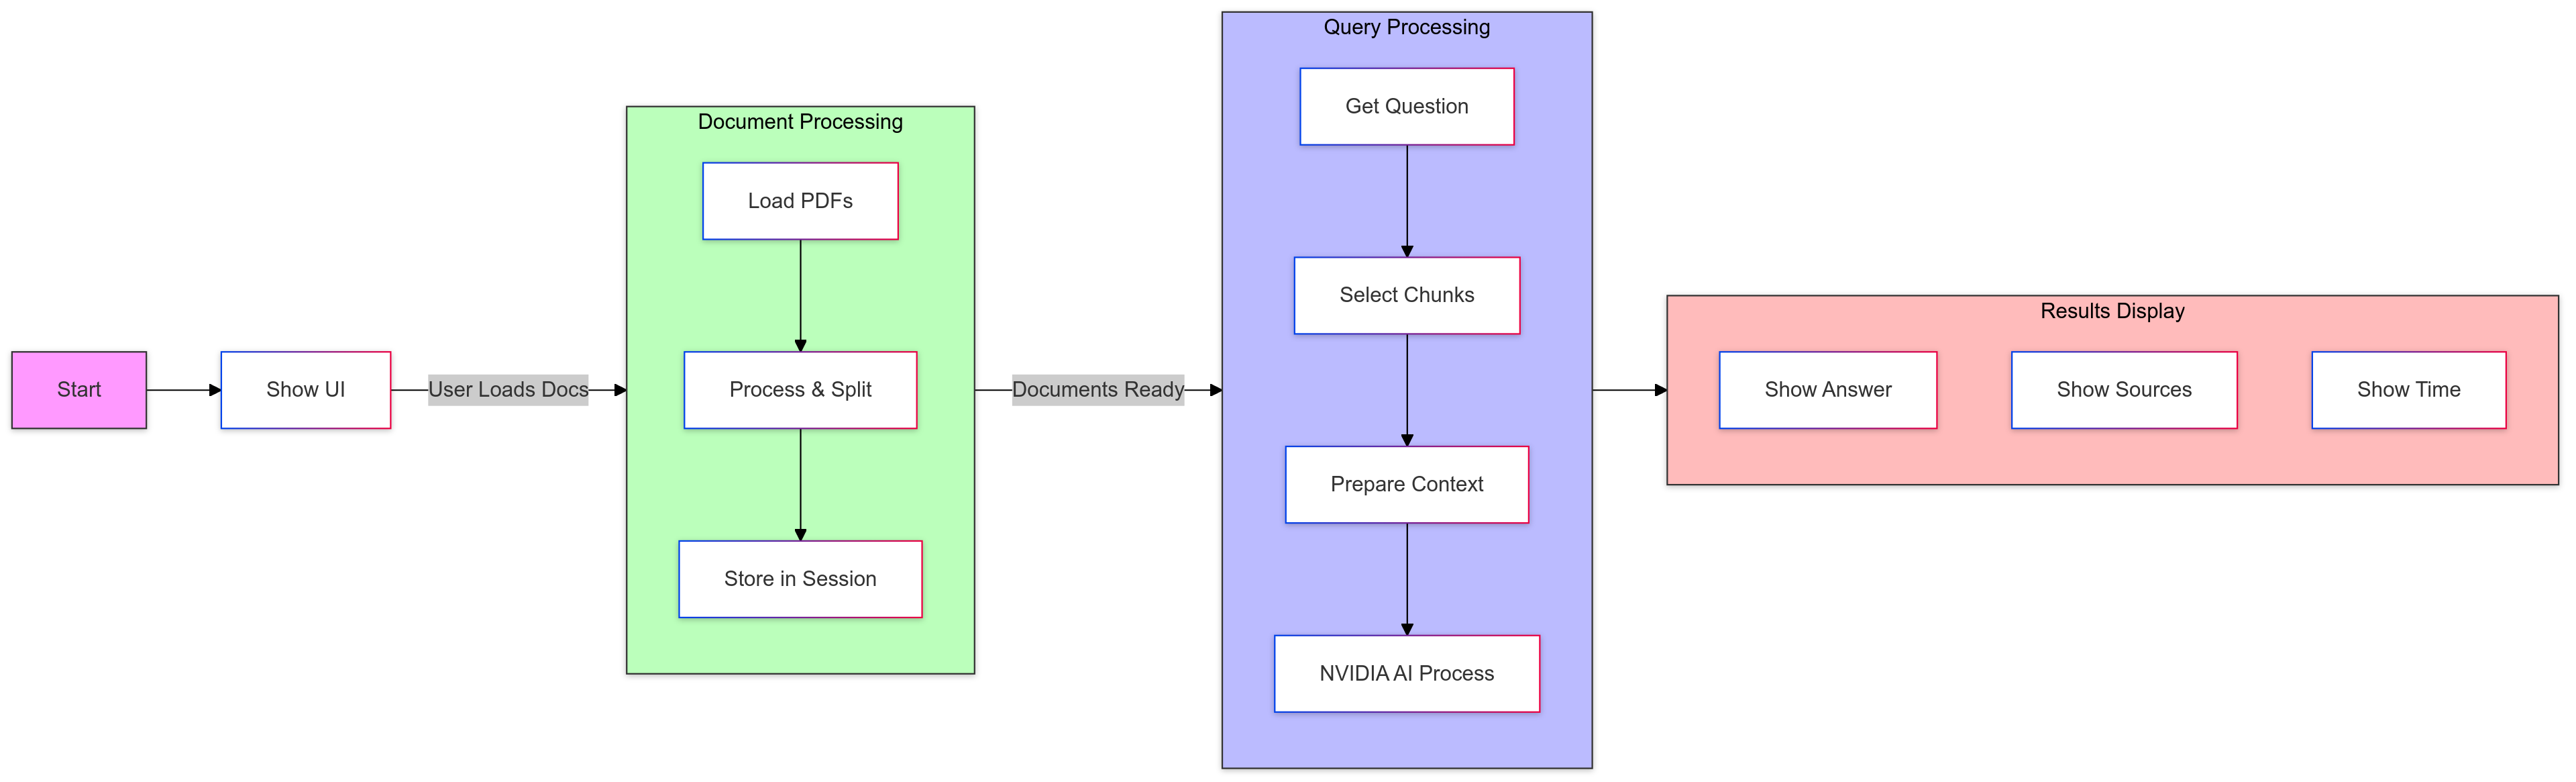 Start
Show UI
User Loads Docs
Document Processing
Load PDFs
Process & Split
Store in Session
Documents Ready
Query Processing
Get Question
Select Chunks
Prepare Context
NVIDIA AI Process
Results Display
Show Answer
Show Sources
Show Time